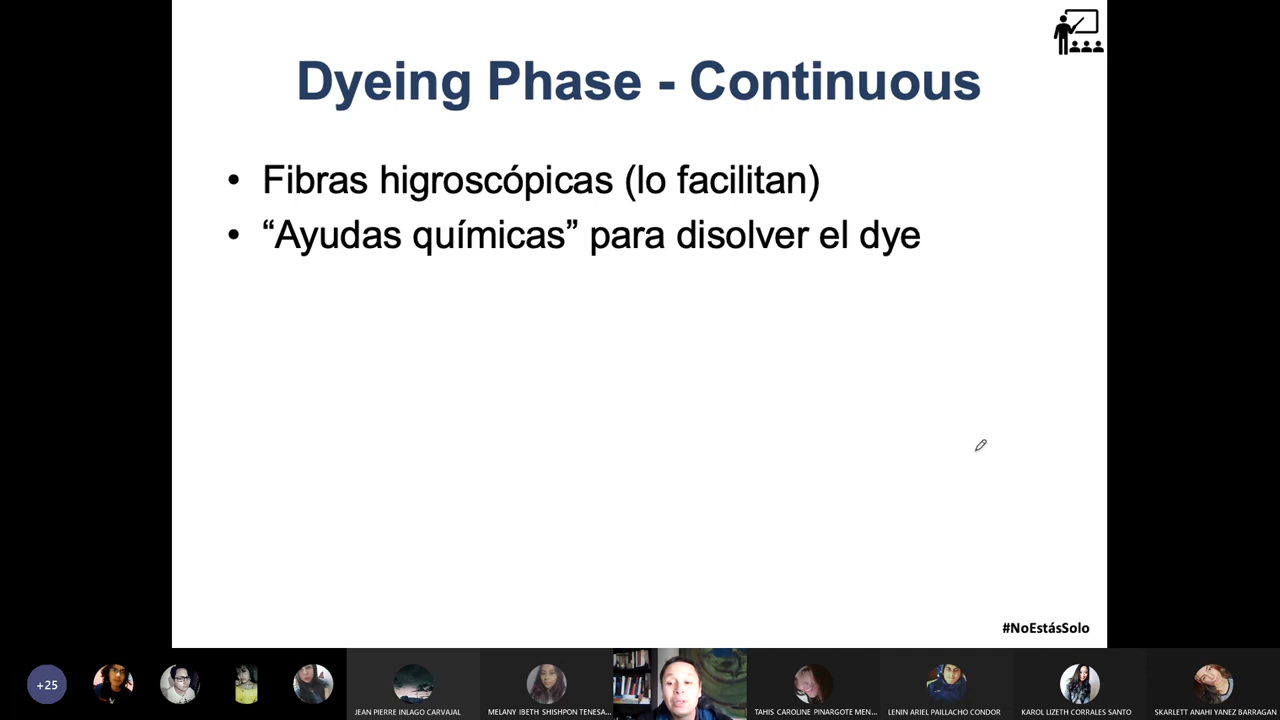 Dyeing Phase - Continuous
• Fibras higroscópicas (lo facilitan)
• “Ayudas químicas” para disolver el dye
#NoEstásSolo
+25
JEAN PIERRE INLAGO CARVAJAL
MELANY IBETH SHISHPON TENESA...
TAHIS CAROLINE PINARGOTE MEN...
LENIN ARIEL PAILLACHO CONDOR
KAROL LIZETH CORRALES SANTO
SKARLETT ANAHI YANEZ BARRAGAN